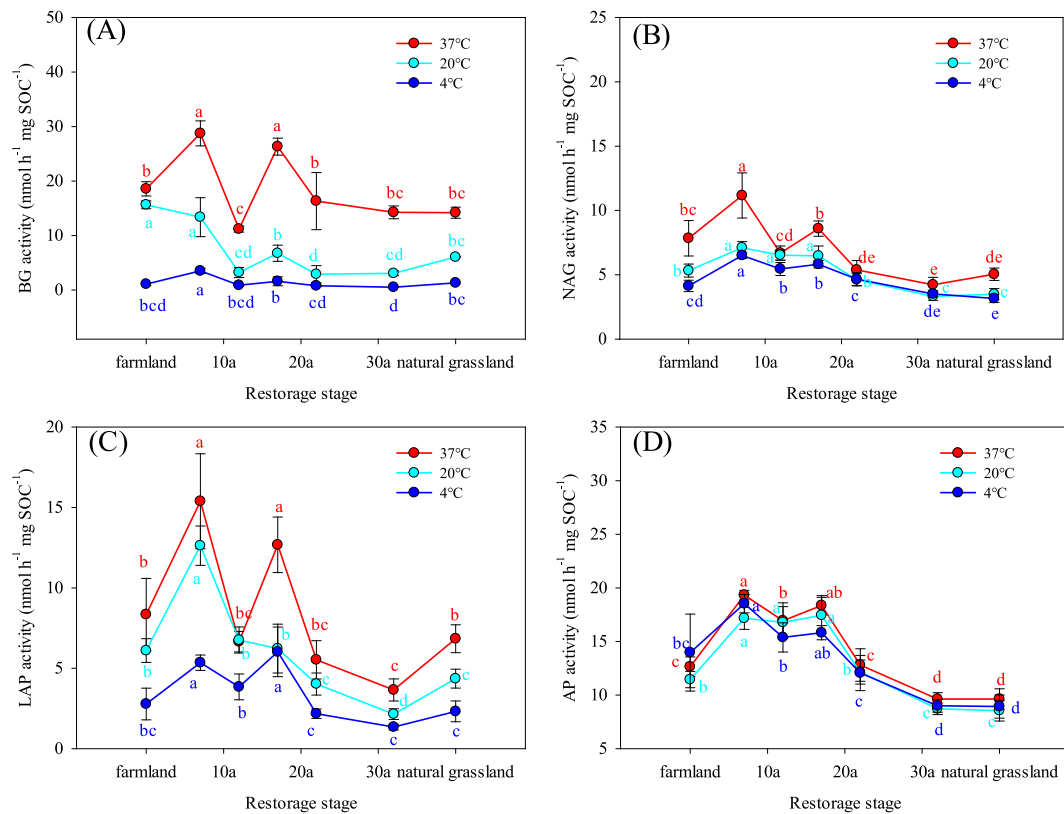 (A)
50
40
30
20
10
0
BG activity (nmol h⁻¹ mg SOC⁻¹)
37°C
20°C
4°C
b a c a b bc bc
a a cd b d cd bc
bcd a bcd b cd d bc
farmland 10a 20a 30a natural grassland
Restorage stage
(B)
25
20
15
10
5
0
NAG activity (nmol h⁻¹ mg SOC⁻¹)
37°C
20°C
4°C
bc a cd b de e de
b a a a b c c
cd a b b c de e
farmland 10a 20a 30a natural grassland
Restorage stage
(C)
20
15
10
5
0
LAP activity (nmol h⁻¹ mg SOC⁻¹)
37°C
20°C
4°C
b a bc a bc c b
b a b b c d c
bc a b a c c c
farmland 10a 20a 30a natural grassland
Restorage stage
(D)
35
30
25
20
15
10
5
AP activity (nmol h⁻¹ mg SOC⁻¹)
37°C
20°C
4°C
c a b ab c d d
b a a a b c c
bc a b ab c d d
farmland 10a 20a 30a natural grassland
Restorage stage